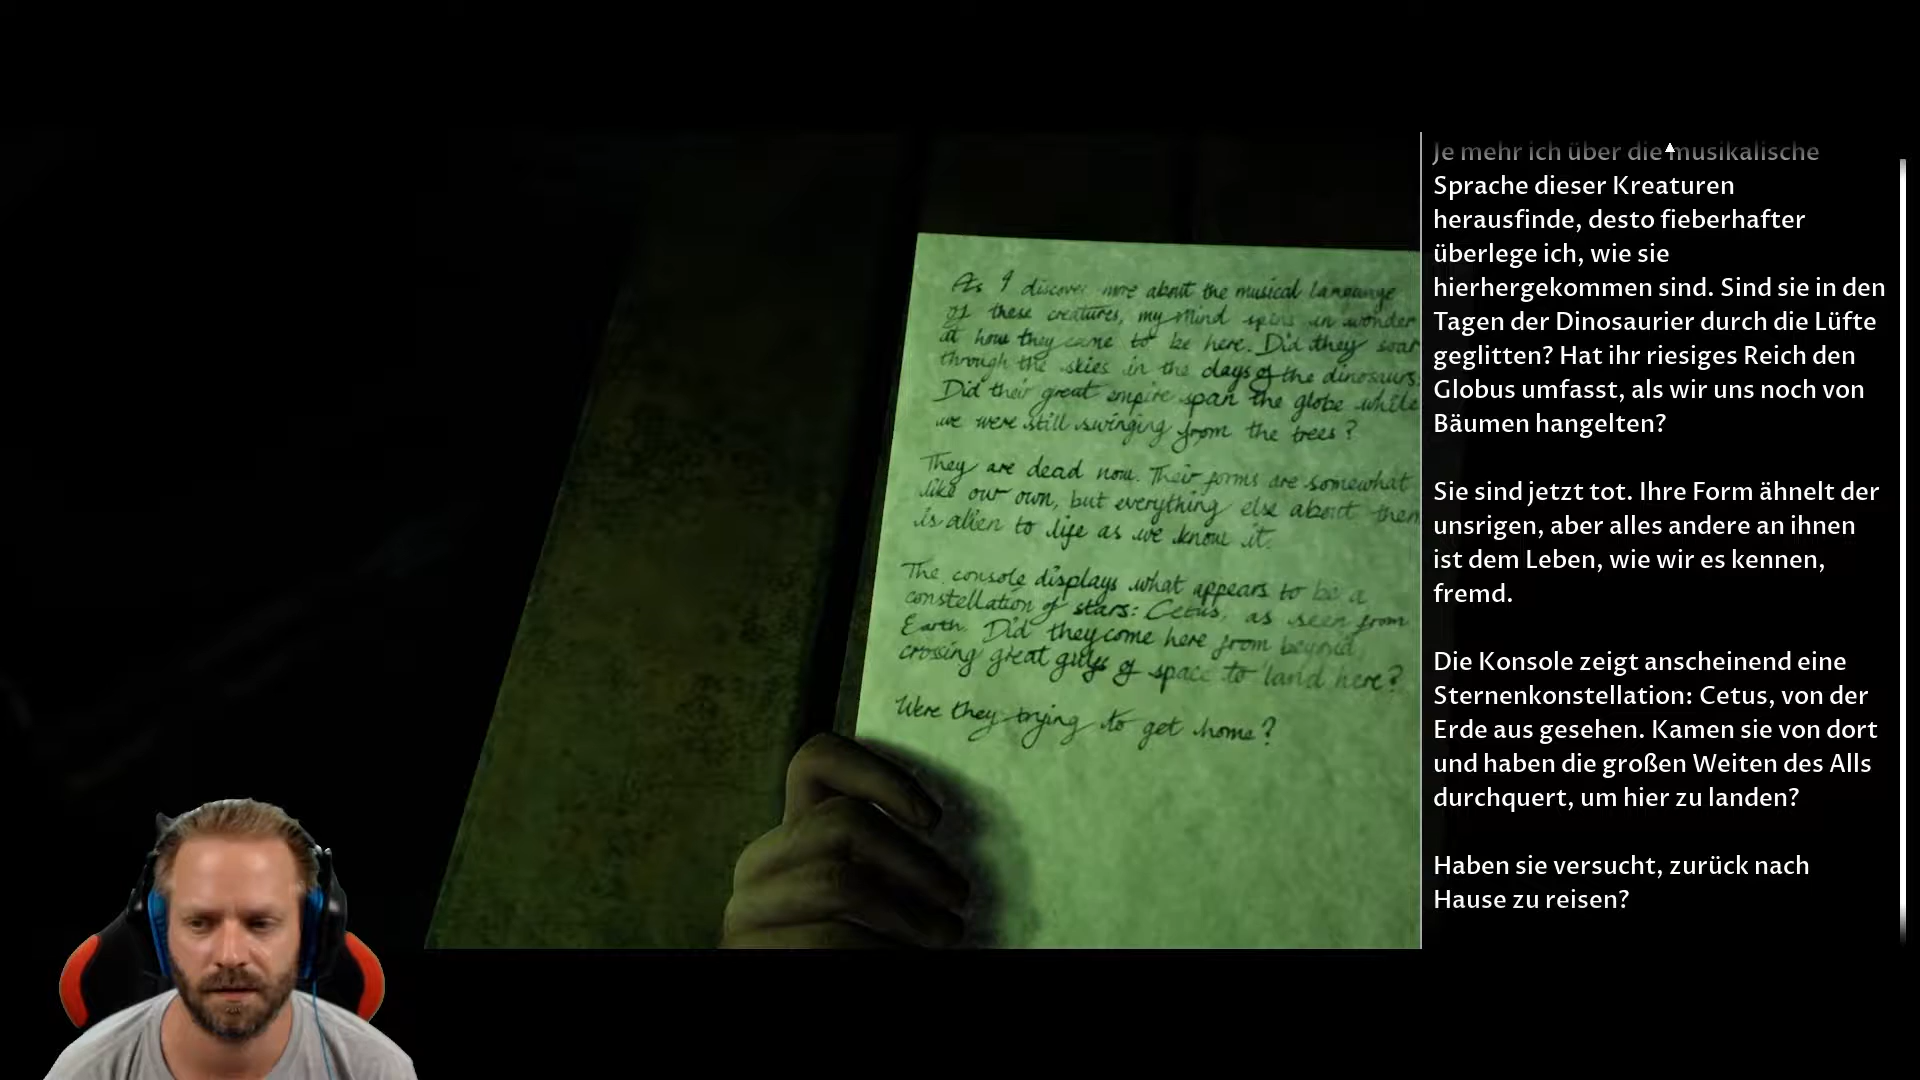 As I discover more about the musical language
of these creatures, my mind spins in wonder
at how they came to be here. Did they soar
through the skies in the days of the dinosaurs.
Did their great empire span the globe while
we were still swinging from the trees?
They are dead now. Their forms are somewhat
like our own, but everything else about them
is alien to life as we know it.
The console displays what appears to be a
constellation of stars: Cetus, as seen from
Earth. Did they come here from beyond,
crossing great gulfs of space to land here?
Were they trying to get home?
Je mehr ich über die musikalische
Sprache dieser Kreaturen
herausfinde, desto fieberhafter
überlege ich, wie sie
hierhergekommen sind. Sind sie in den
Tagen der Dinosaurier durch die Lüfte
geglitten? Hat ihr riesiges Reich den
Globus umfasst, als wir uns noch von
Bäumen hangelten?
Sie sind jetzt tot. Ihre Form ähnelt der
unsrigen, aber alles andere an ihnen
ist dem Leben, wie wir es kennen,
fremd.
Die Konsole zeigt anscheinend eine
Sternenkonstellation: Cetus, von der
Erde aus gesehen. Kamen sie von dort
und haben die großen Weiten des Alls
durchquert, um hier zu landen?
Haben sie versucht, zurück nach
Hause zu reisen?